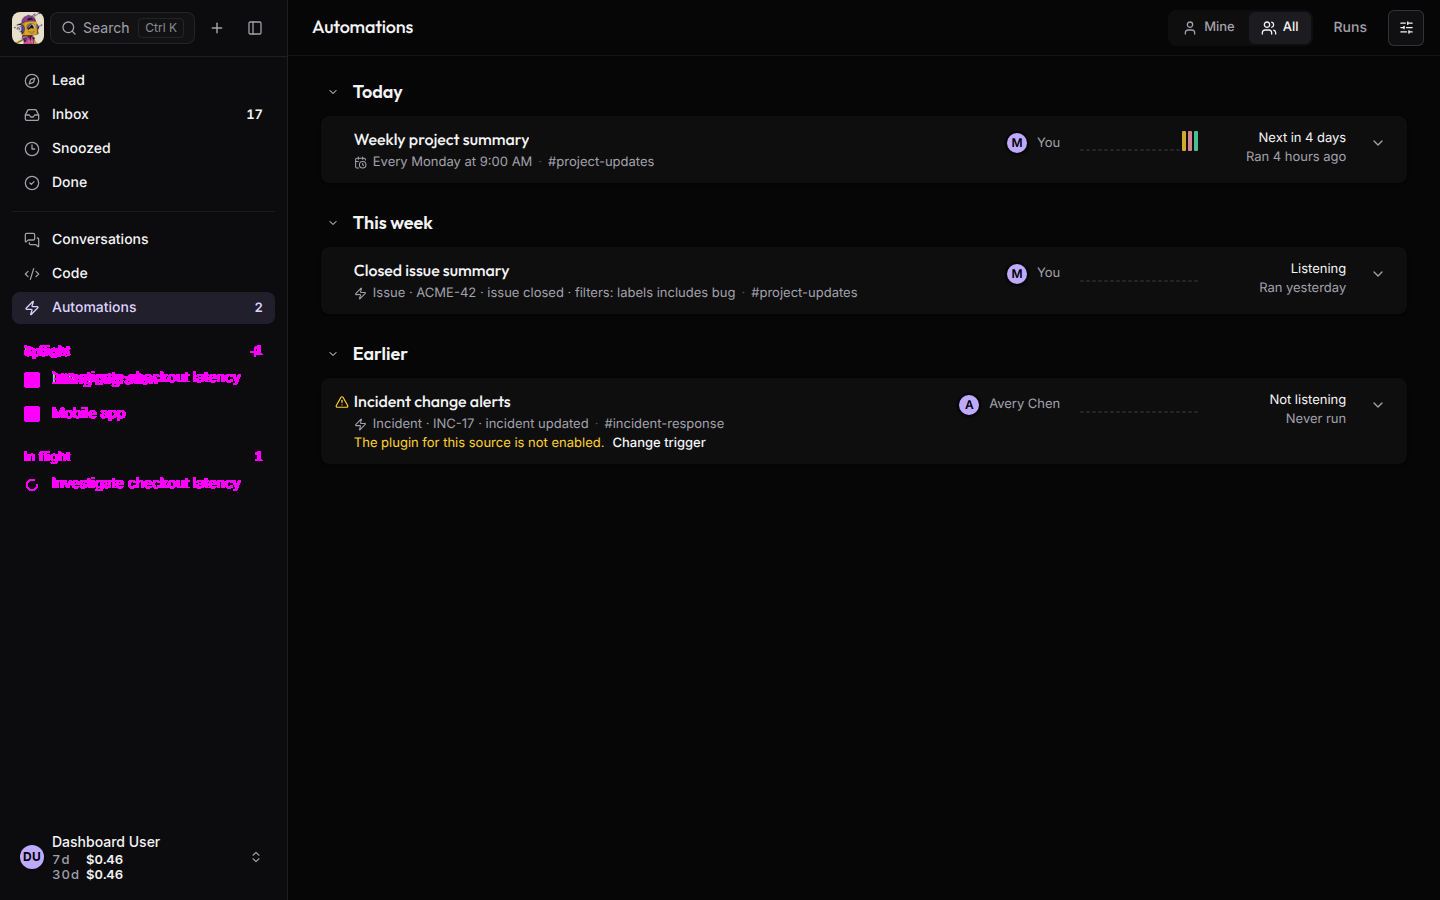 Search Ctrl K
Lead
Inbox 17
Snoozed
Done
Conversations
Code
Automations 2
checkout latency
Mobile app
In flight 1
Investigate checkout latency
DU Dashboard User
7d $0.46
30d $0.46
Automations
Mine All Runs
Today
Weekly project summary
Every Monday at 9:00 AM · #project-updates
M You
Next in 4 days
Ran 4 hours ago
This week
Closed issue summary
Issue · ACME-42 · issue closed · filters: labels includes bug · #project-updates
M You
Listening
Ran yesterday
Earlier
Incident change alerts
Incident · INC-17 · incident updated · #incident-response
The plugin for this source is not enabled. Change trigger
A Avery Chen
Not listening
Never run